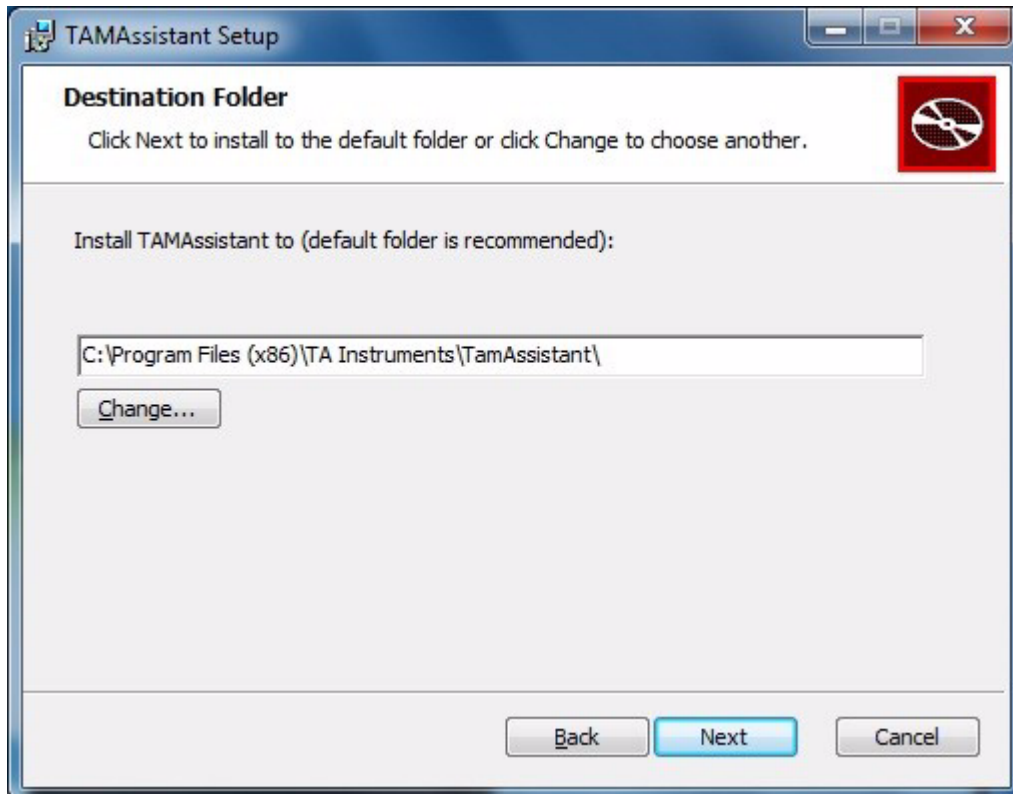 TAMAssistant Setup
Destination Folder
Click Next to install to the default folder or click Change to choose another.
Install TAMAssistant to (default folder is recommended):
C:\Program Files (x86)\TA Instruments\TamAssistant\
Change...
Back Next Cancel